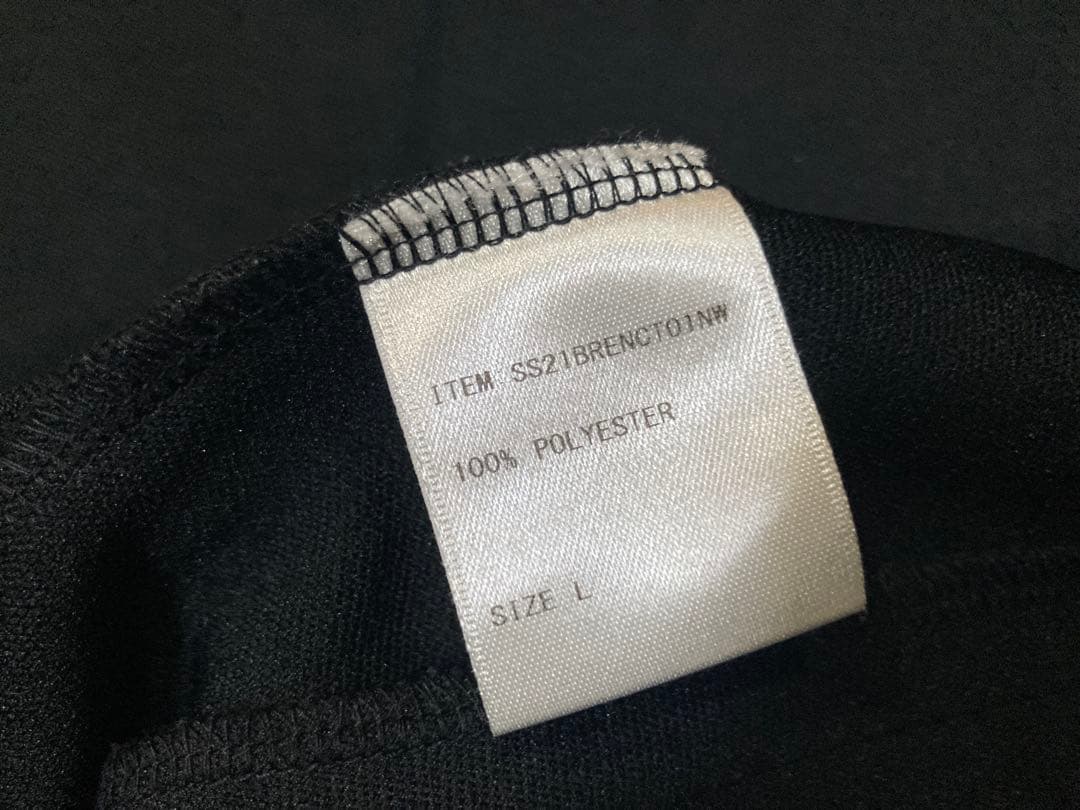 ITEM SS21BRENCT01NW
100% POLYESTER
SIZE L